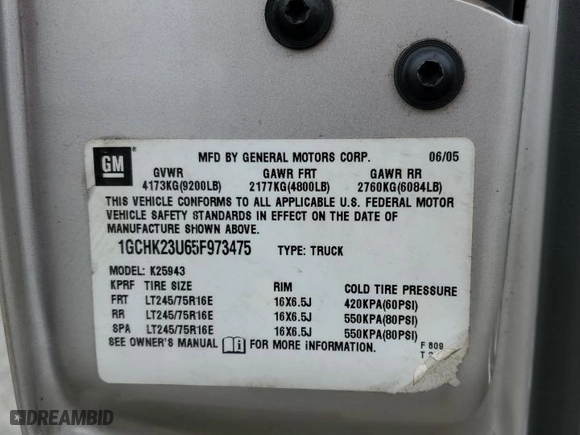 GM
MFD BY GENERAL MOTORS CORP. 06/05
GVWR GAWR FRT GAWR RR
4173KG(9200LB) 2177KG(4800LB) 2760KG(6084LB)
THIS VEHICLE CONFORMS TO ALL APPLICABLE U.S. FEDERAL MOTOR
VEHICLE SAFETY STANDARDS IN EFFECT ON THE DATE OF
MANUFACTURE SHOWN ABOVE.
1GCHK23U65F973475 TYPE: TRUCK
MODEL: K25943
KPRF TIRE SIZE RIM COLD TIRE PRESSURE
FRT LT245/75R16E 16X6.5J 420KPA(60PSI)
RR LT245/75R16E 16X6.5J 550KPA(80PSI)
SPA LT245/75R16E 16X6.5J 550KPA(80PSI)
SEE OWNER'S MANUAL FOR MORE INFORMATION. F 809
DREAMBID